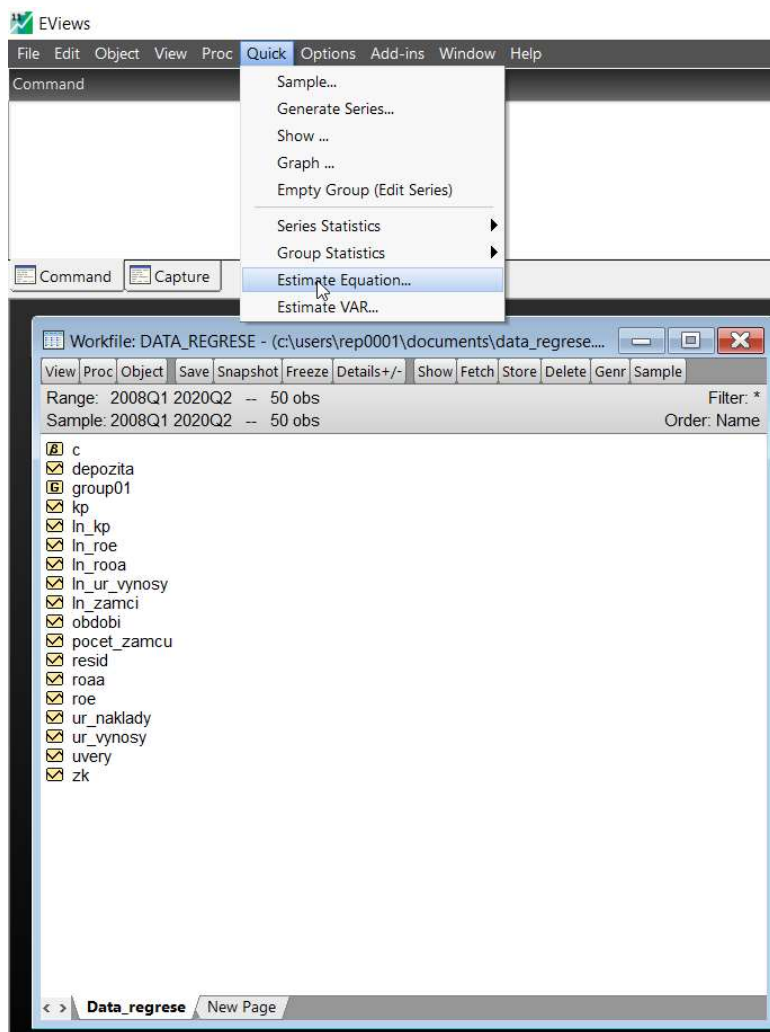 EViews
File Edit Object View Proc Quick Options Add-ins Window Help
Command
Sample...
Generate Series...
Show ...
Graph ...
Empty Group (Edit Series)
Series Statistics
Group Statistics
Estimate Equation...
Estimate VAR...
Command Capture
Workfile: DATA_REGRESE - (c:\users\rep0001\documents\data_regrese....
View Proc Object Save Snapshot Freeze Details+/- Show Fetch Store Delete Genr Sample
Range: 2008Q1 2020Q2 -- 50 obs Filter: *
Sample: 2008Q1 2020Q2 -- 50 obs Order: Name
β c
depozita
G group01
kp
ln_kp
ln_roe
ln_rooa
ln_ur_vynosy
ln_zamci
obdobi
pocet_zamcu
resid
roaa
roe
ur_naklady
ur_vynosy
uvery
zk
< > Data_regrese New Page